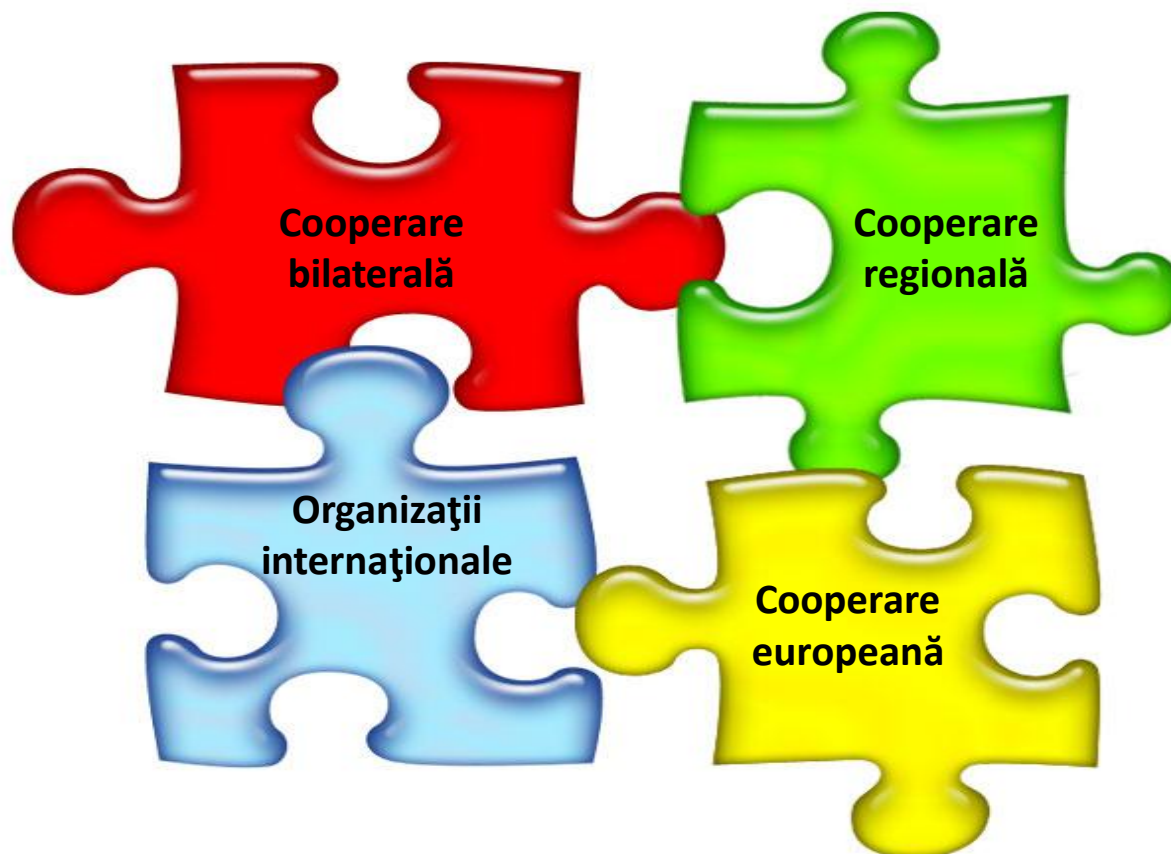 Cooperare
bilaterală
Cooperare
regională
Organizaţii
internaţionale
Cooperare
europeană